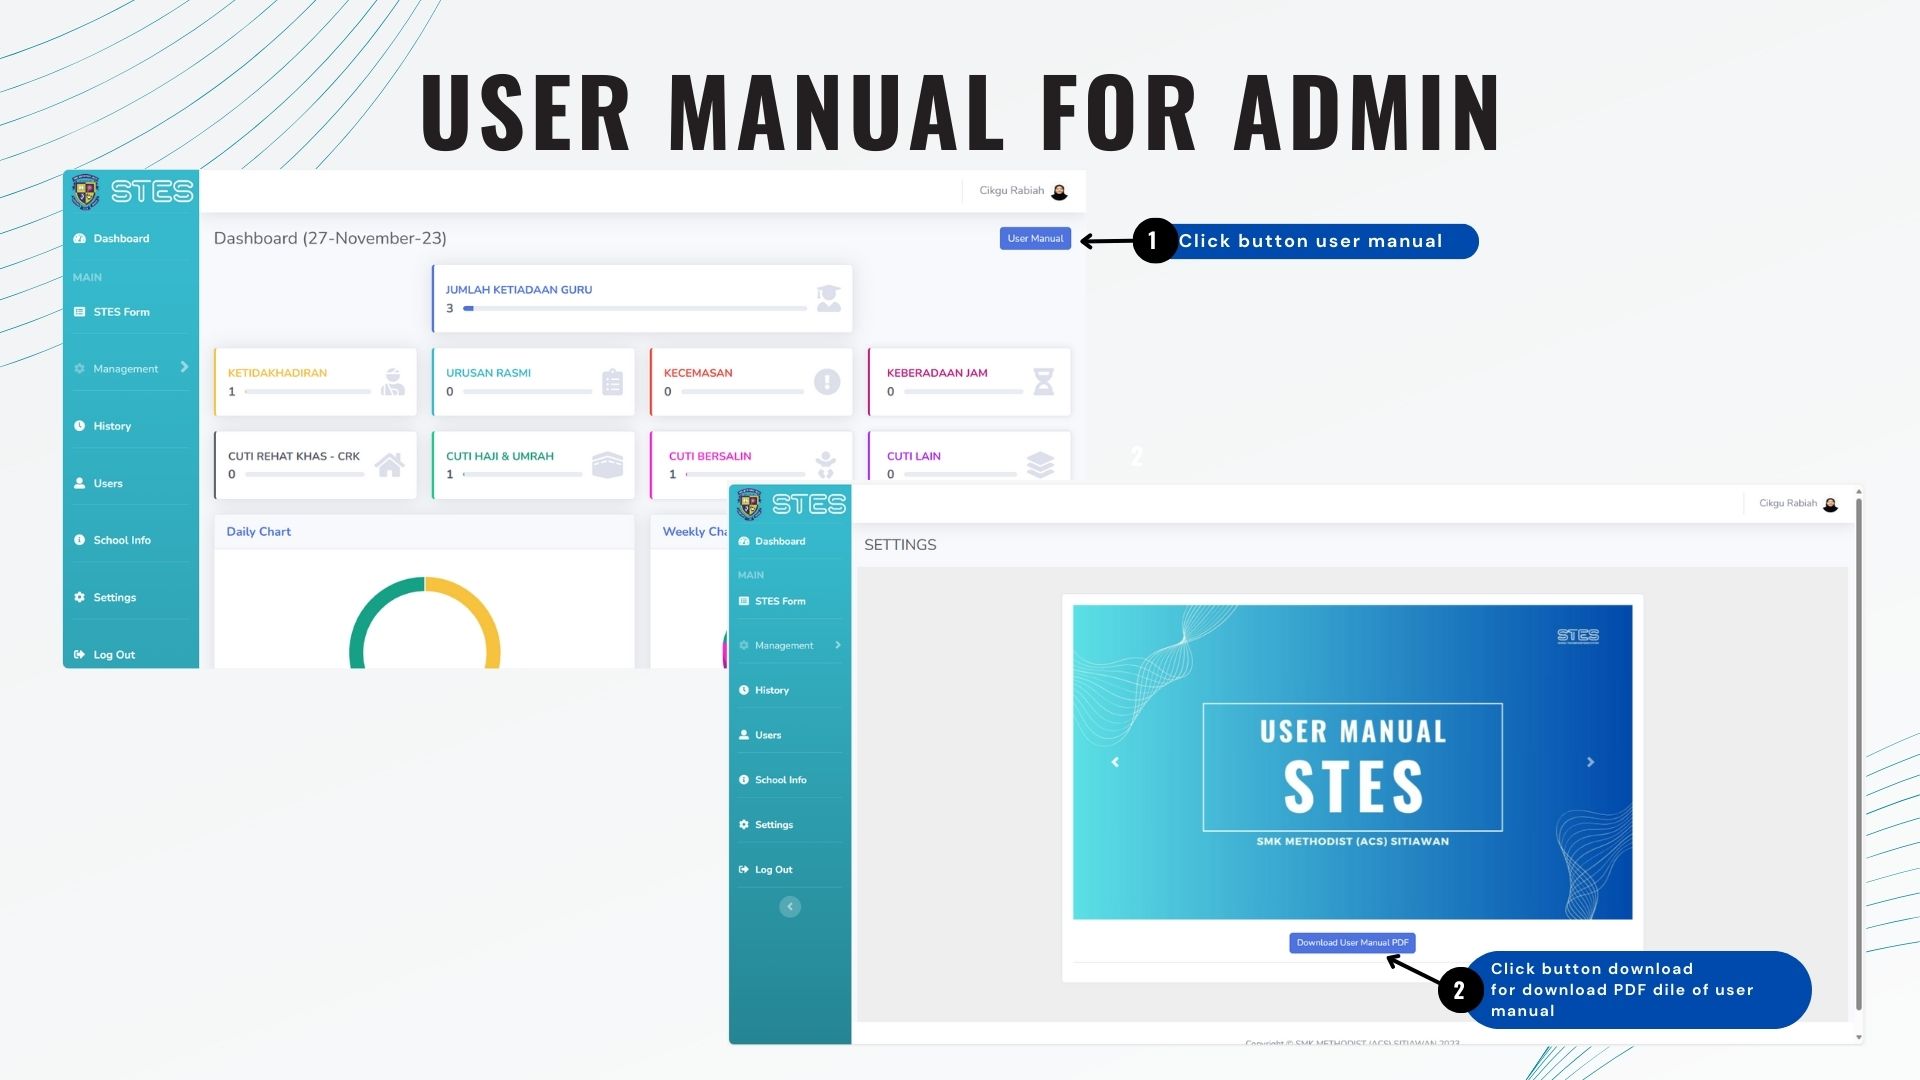 USER MANUAL FOR ADMIN
STES
Cikgu Rabiah
Dashboard
MAIN
STES Form
Management
History
Users
School Info
Settings
Log Out
Dashboard (27-November-23)
User Manual
1
Click button user manual
JUMLAH KETIADAAN GURU
3
KETIDAKHADIRAN
1
URUSAN RASMI
0
KECEMASAN
0
KEBERADAAN JAM
0
CUTI REHAT KHAS - CRK
0
CUTI HAJI & UMRAH
1
CUTI BERSALIN
1
CUTI LAIN
0
2
Daily Chart
Weekly Cha
STES
Cikgu Rabiah
Dashboard
MAIN
STES Form
Management
History
Users
School Info
Settings
Log Out
SETTINGS
STES
USER MANUAL
STES
SMK METHODIST (ACS) SITIAWAN
Download User Manual PDF
2
Click button download
for download PDF dile of user
manual
Copyright © SMK METHODIST (ACS) SITIAWAN 2023